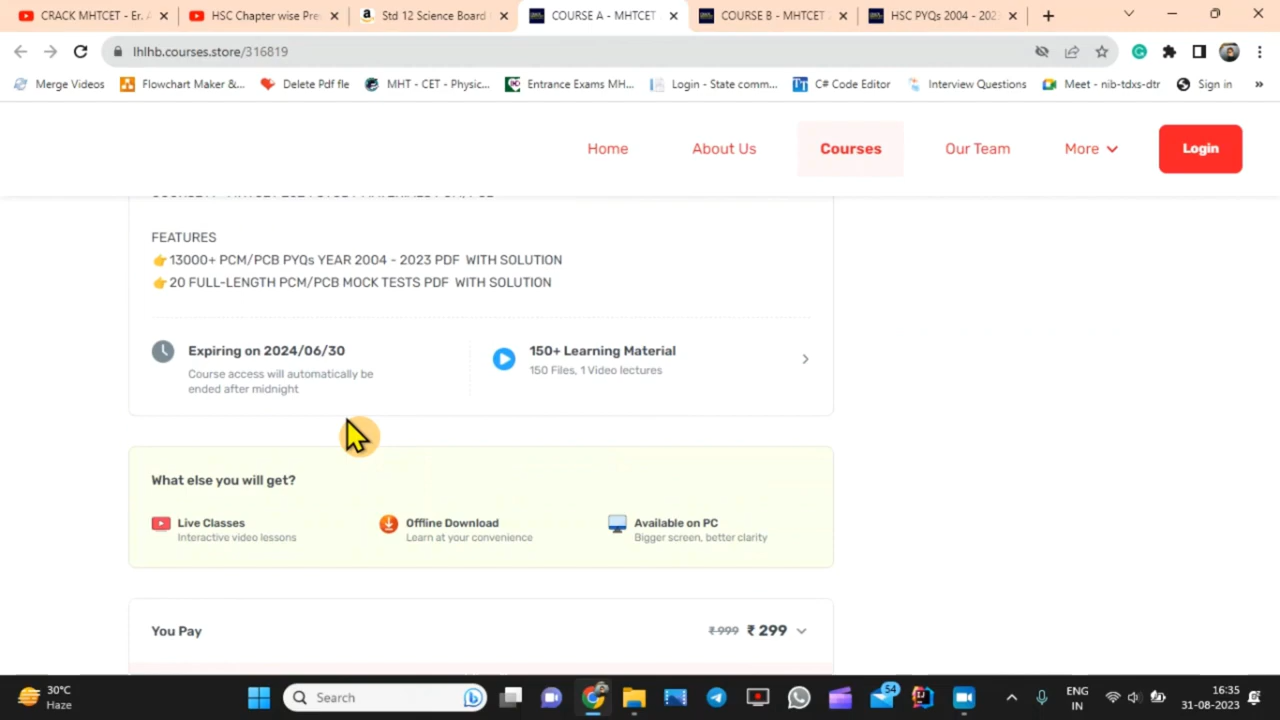 CRACK MHTCET - Er. A
HSC Chapter wise Pre
Std 12 Science Board
COURSE A - MHTCET
COURSE B - MHTCET
HSC PYQs 2004 - 202
lhlhb.courses.store/316819
Merge Videos
Flowchart Maker &...
Delete Pdf fle
MHT - CET - Physic...
Entrance Exams MH...
Login - State comm...
C# Code Editor
Interview Questions
Meet - nib-tdxs-dtr
Sign in
»
Home
About Us
Courses
Our Team
More
Login
FEATURES
👉13000+ PCM/PCB PYQs YEAR 2004 - 2023 PDF WITH SOLUTION
👉20 FULL-LENGTH PCM/PCB MOCK TESTS PDF WITH SOLUTION
Expiring on 2024/06/30
Course access will automatically be
ended after midnight
150+ Learning Material
150 Files, 1 Video lectures
What else you will get?
Live Classes
Interactive video lessons
Offline Download
Learn at your convenience
Available on PC
Bigger screen, better clarity
You Pay
₹ 999 ₹ 299
30°C
Haze
Search
54
ENG
IN
16:35
31-08-2023